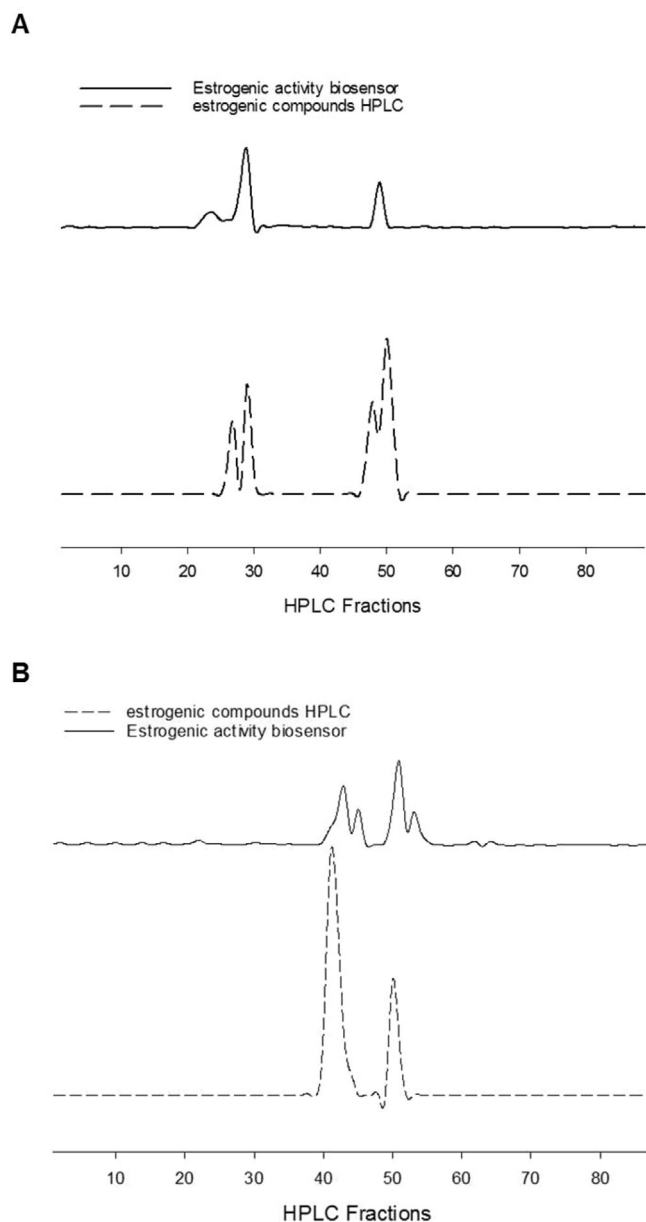 A
Estrogenic activity biosensor
estrogenic compounds HPLC
10 20 30 40 50 60 70 80
HPLC Fractions
B
estrogenic compounds HPLC
Estrogenic activity biosensor
10 20 30 40 50 60 70 80
HPLC Fractions